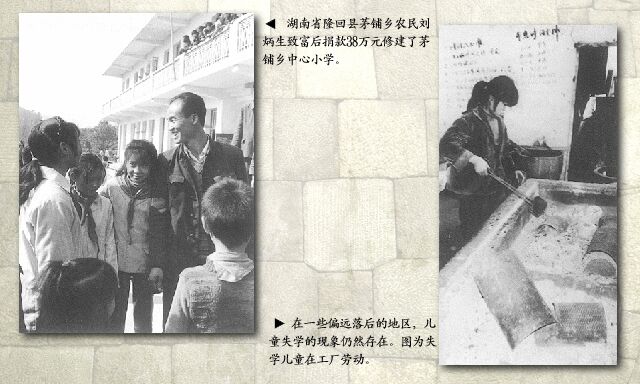 ◀ 湖南省隆回县茅铺乡农民刘
炳生致富后捐款38万元修建了茅
铺乡中心小学。
▶ 在一些偏远落后的地区，儿
童失学的现象仍然存在。图为失
学儿童在工厂劳动。